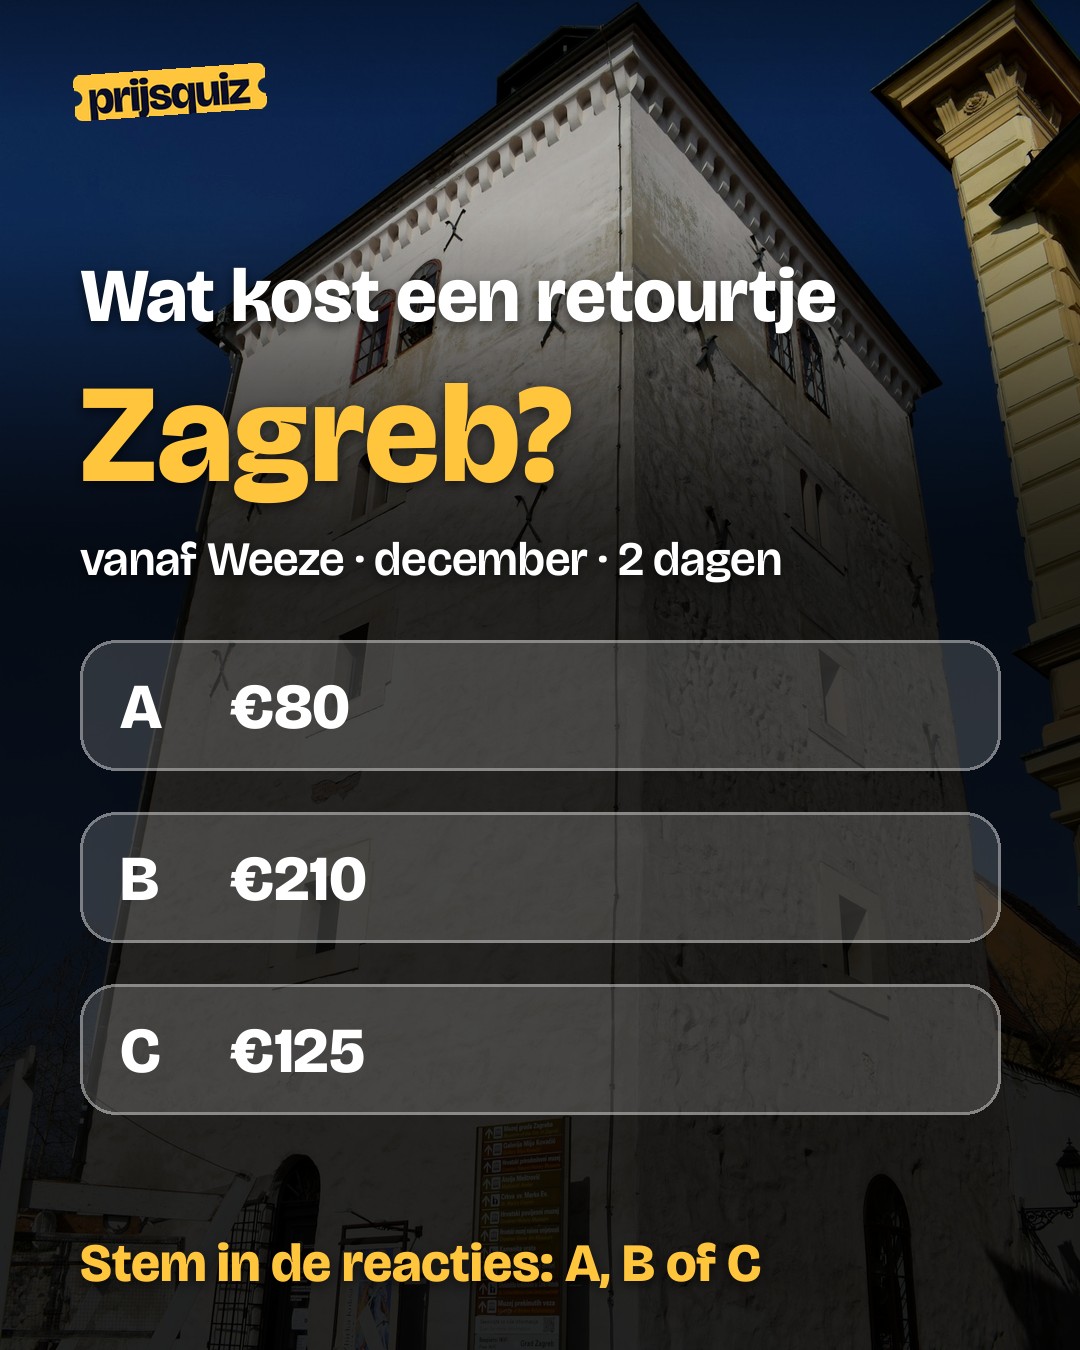 prijsquiz
Wat kost een retourtje
Zagreb?
vanaf Weeze · december · 2 dagen
A €80
B €210
C €125
Stem in de reacties: A, B of C